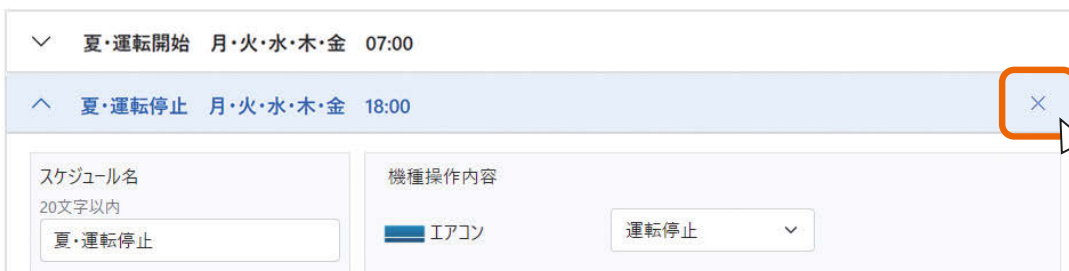 夏・運転開始 月・火・水・木・金 07:00
夏・運転停止 月・火・水・木・金 18:00
スケジュール名
20文字以内
夏・運転停止
機種操作内容
エアコン 運転停止